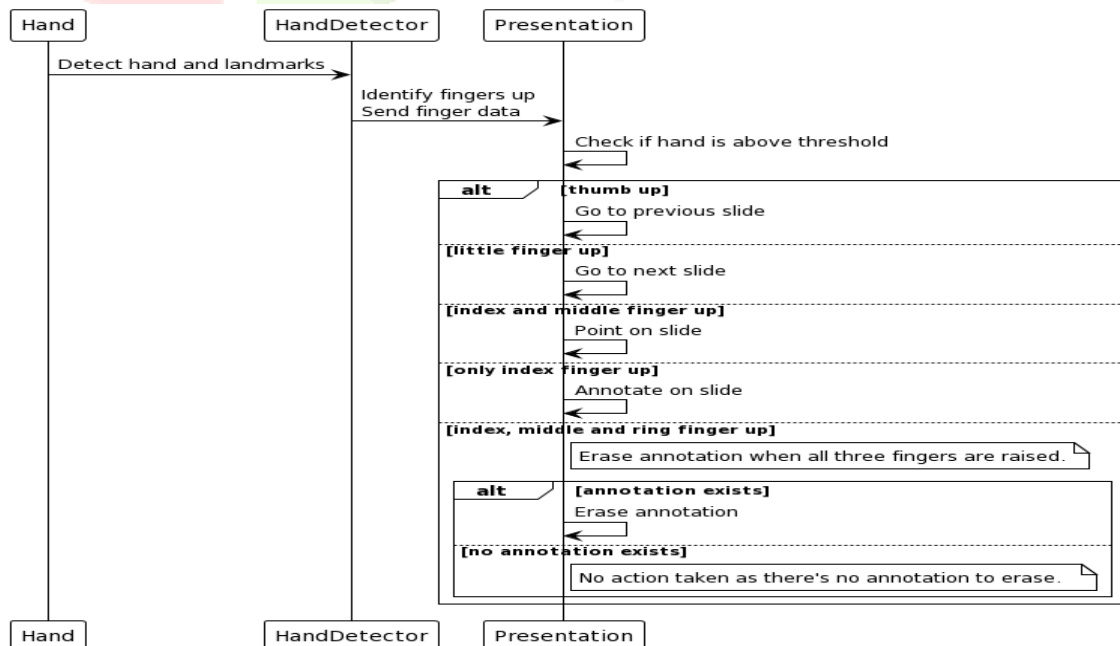 Hand HandDetector Presentation
Detect hand and landmarks
Identify fingers up
Send finger data
Check if hand is above threshold
alt [thumb up]
Go to previous slide
[little finger up]
Go to next slide
[index and middle finger up]
Point on slide
[only index finger up]
Annotate on slide
[index, middle and ring finger up]
Erase annotation when all three fingers are raised.
alt [annotation exists]
Erase annotation
[no annotation exists]
No action taken as there's no annotation to erase.
Hand HandDetector Presentation